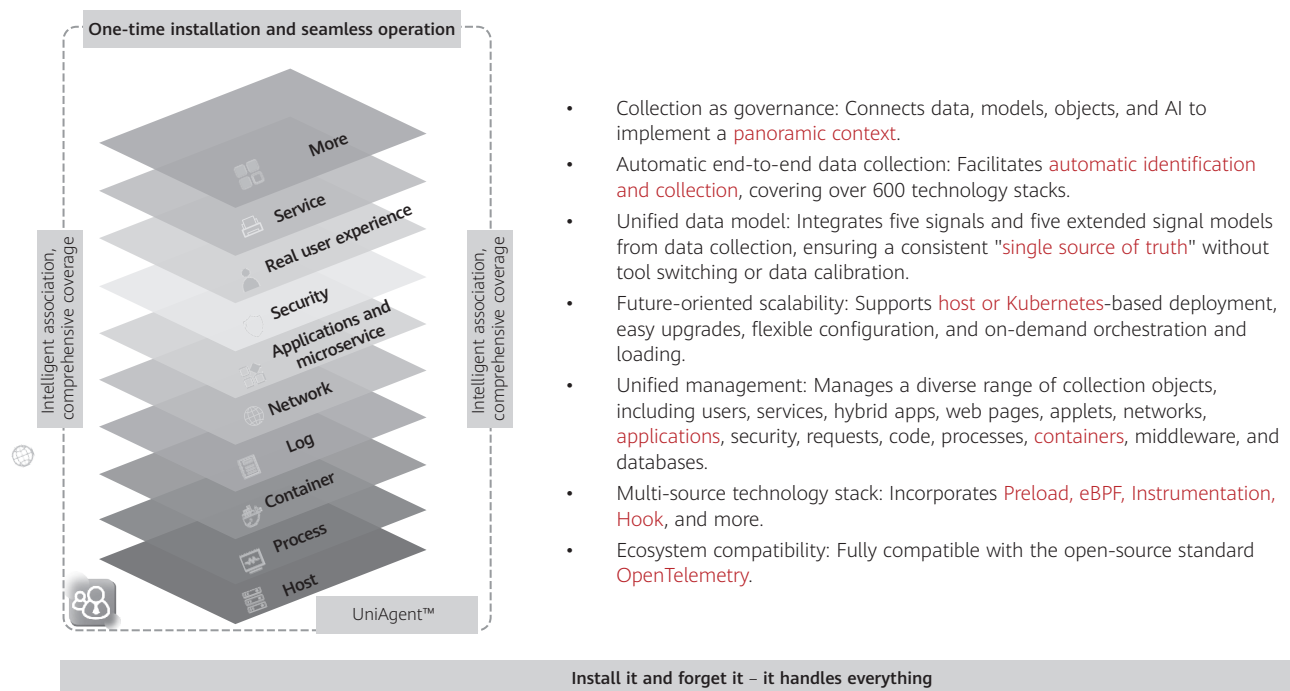 One-time installation and seamless operation
More
Service
Real user experience
Security
Applications and
microservice
Network
Log
Container
Process
Host
Intelligent association,
comprehensive coverage
Intelligent association,
comprehensive coverage
UniAgent™
• Collection as governance: Connects data, models, objects, and AI to
implement a panoramic context.
• Automatic end-to-end data collection: Facilitates automatic identification
and collection, covering over 600 technology stacks.
• Unified data model: Integrates five signals and five extended signal models
from data collection, ensuring a consistent "single source of truth" without
tool switching or data calibration.
• Future-oriented scalability: Supports host or Kubernetes-based deployment,
easy upgrades, flexible configuration, and on-demand orchestration and
loading.
• Unified management: Manages a diverse range of collection objects,
including users, services, hybrid apps, web pages, applets, networks,
applications, security, requests, code, processes, containers, middleware, and
databases.
• Multi-source technology stack: Incorporates Preload, eBPF, Instrumentation,
Hook, and more.
• Ecosystem compatibility: Fully compatible with the open-source standard
OpenTelemetry.
Install it and forget it – it handles everything